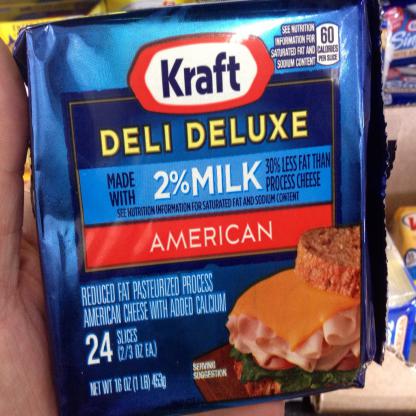 Kraft
SEE NUTRITION
INFORMATION FOR
SATURATED FAT AND
SODIUM CONTENT
60
CALORIES
PER SLICE
DELI DELUXE
MADE
WITH
2% MILK
30% LESS FAT THAN
PROCESS CHEESE
SEE NUTRITION INFORMATION FOR SATURATED FAT AND SODIUM CONTENT
AMERICAN
REDUCED FAT PASTEURIZED PROCESS
AMERICAN CHEESE WITH ADDED CALCIUM
24 SLICES
(2/3 OZ EA.)
SERVING
SUGGESTION
NET WT 16 OZ (1 LB) 453g